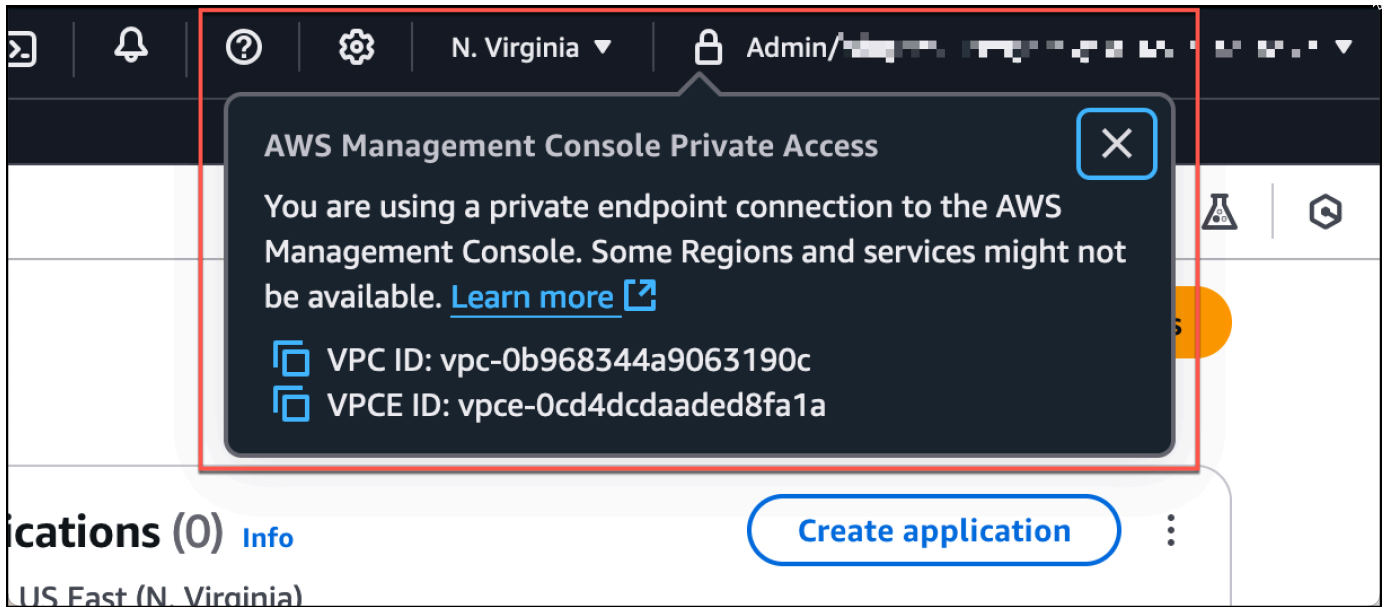 N. Virginia ▼
Admin/
AWS Management Console Private Access
You are using a private endpoint connection to the AWS
Management Console. Some Regions and services might not
be available. Learn more
VPC ID: vpc-0b968344a9063190c
VPCE ID: vpce-0cd4dcdaaded8fa1a
s
ications (0) Info
Create application
US East (N. Virginia)